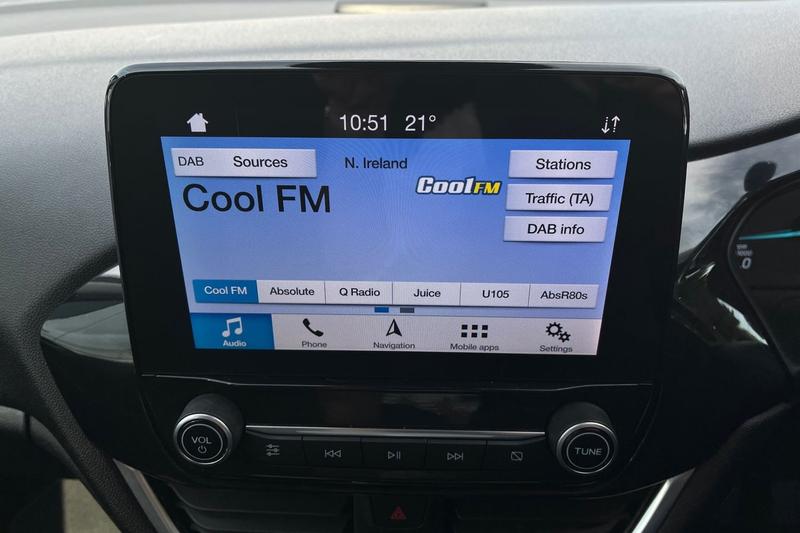 10:51 21°
DAB Sources
N. Ireland
Stations
Cool FM
Cool FM
Traffic (TA)
DAB info
Cool FM
Absolute
Q Radio
Juice
U105
AbsR80s
Audio
Phone
Navigation
Mobile apps
Settings
VOL
TUNE
0